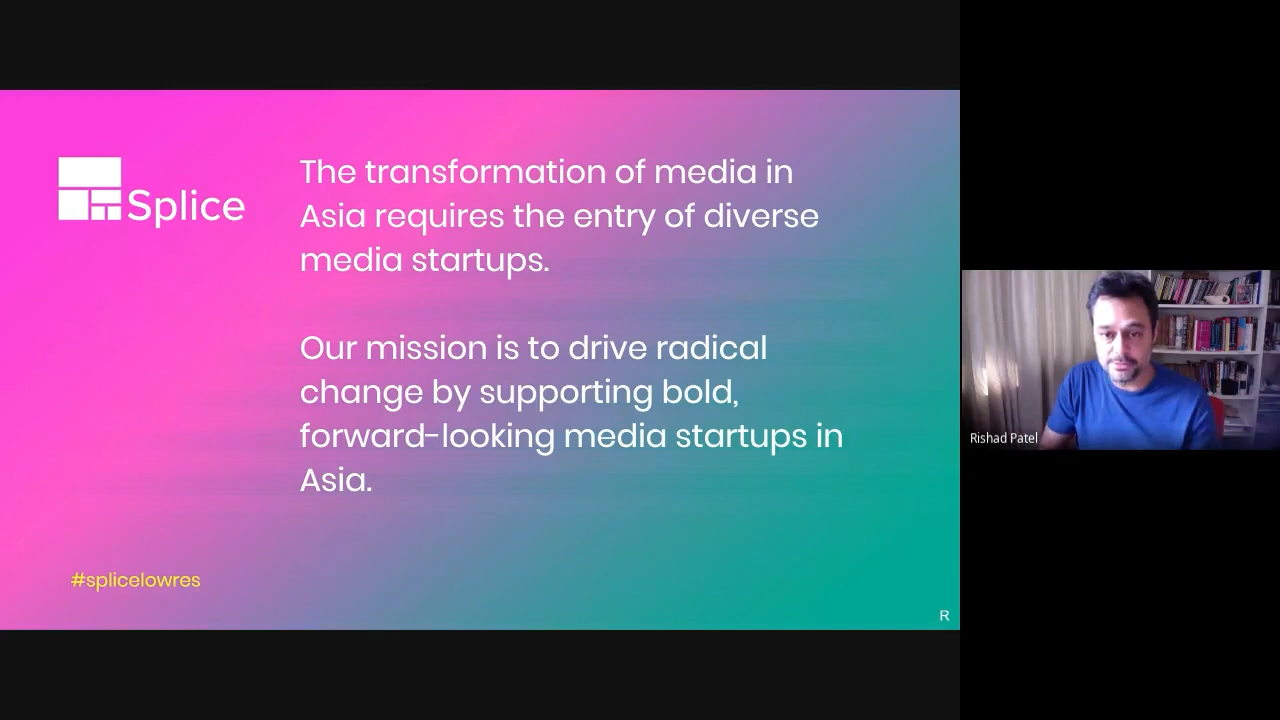 Splice
The transformation of media in
Asia requires the entry of diverse
media startups.
Our mission is to drive radical
change by supporting bold,
forward-looking media startups in
Asia.
#splicelowres
R
Rishad Patel